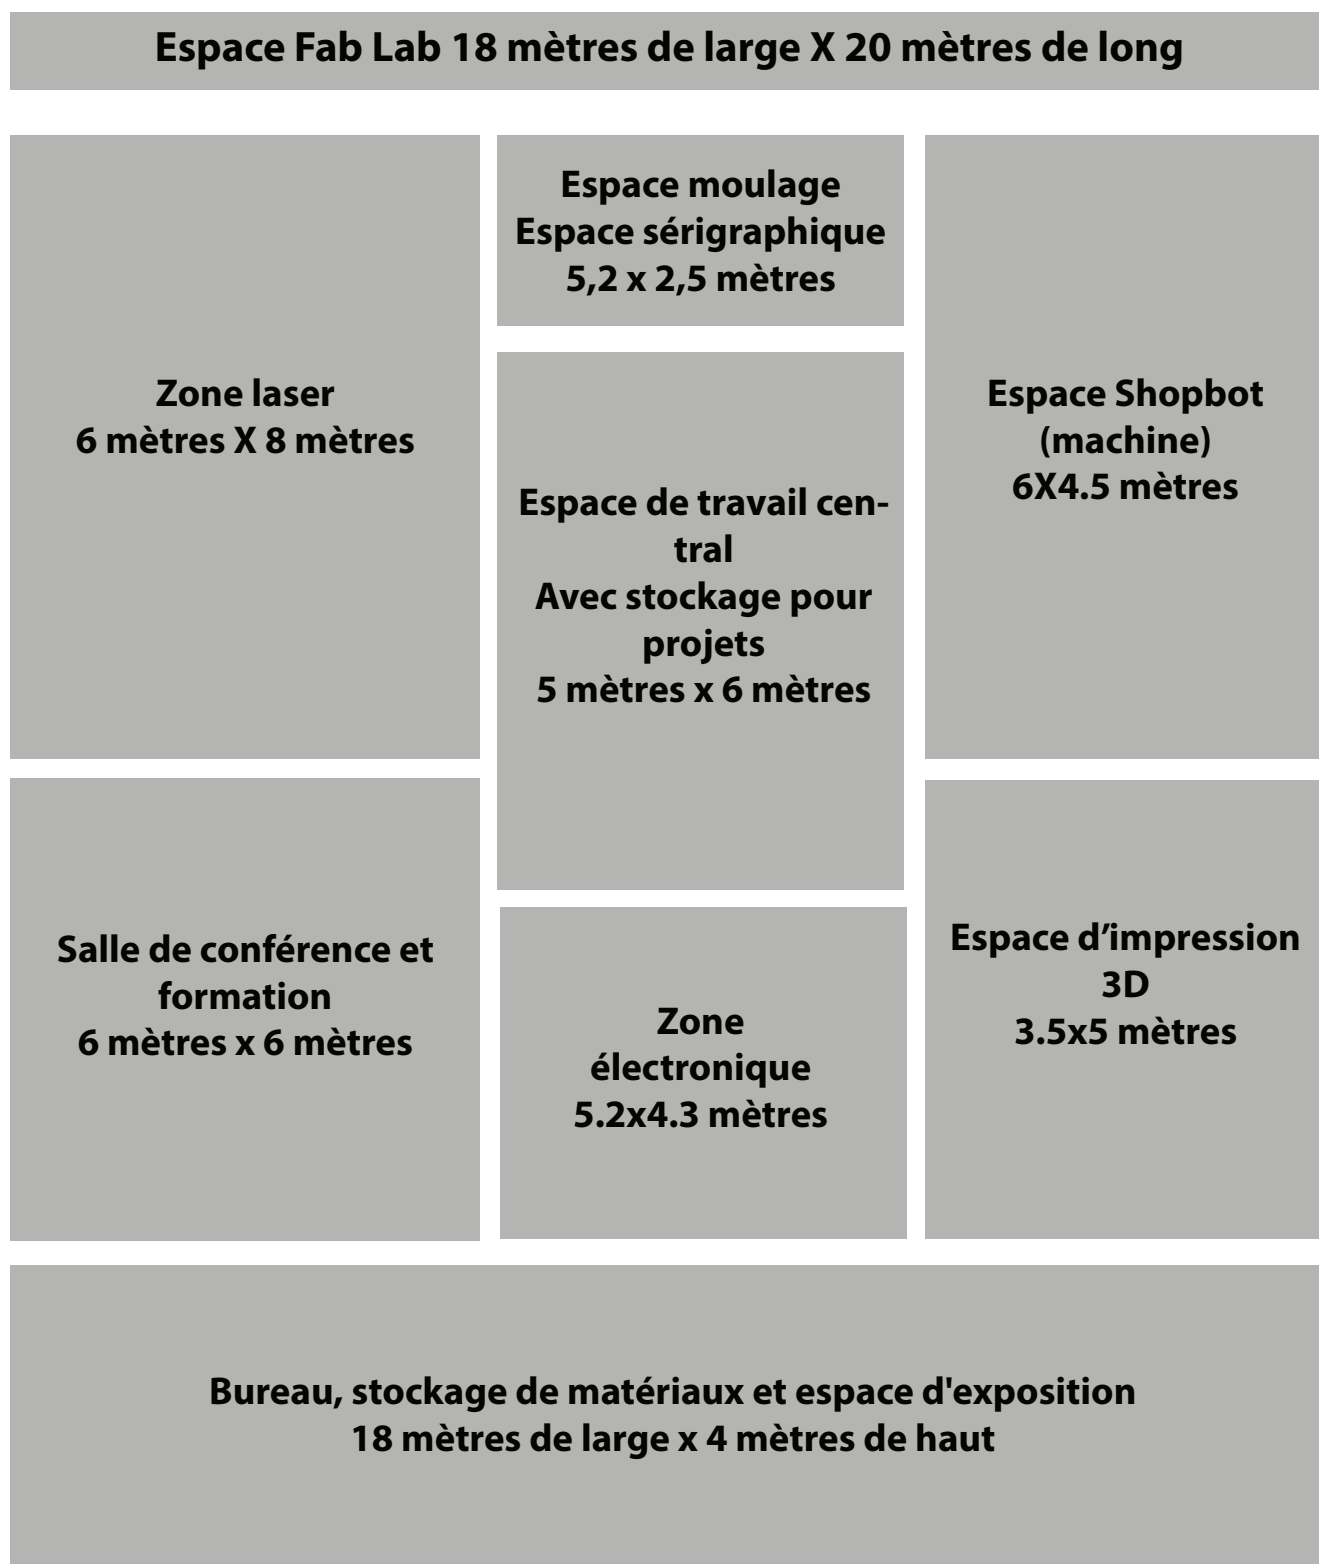 Espace Fab Lab 18 mètres de large X 20 mètres de long
Zone laser
6 mètres X 8 mètres
Espace moulage
Espace sérigraphique
5,2 x 2,5 mètres
Espace Shopbot
(machine)
6X4.5 mètres
Espace de travail cen-
tral
Avec stockage pour
projets
5 mètres x 6 mètres
Salle de conférence et
formation
6 mètres x 6 mètres
Zone
électronique
5.2x4.3 mètres
Espace d’impression
3D
3.5x5 mètres
Bureau, stockage de matériaux et espace d'exposition
18 mètres de large x 4 mètres de haut